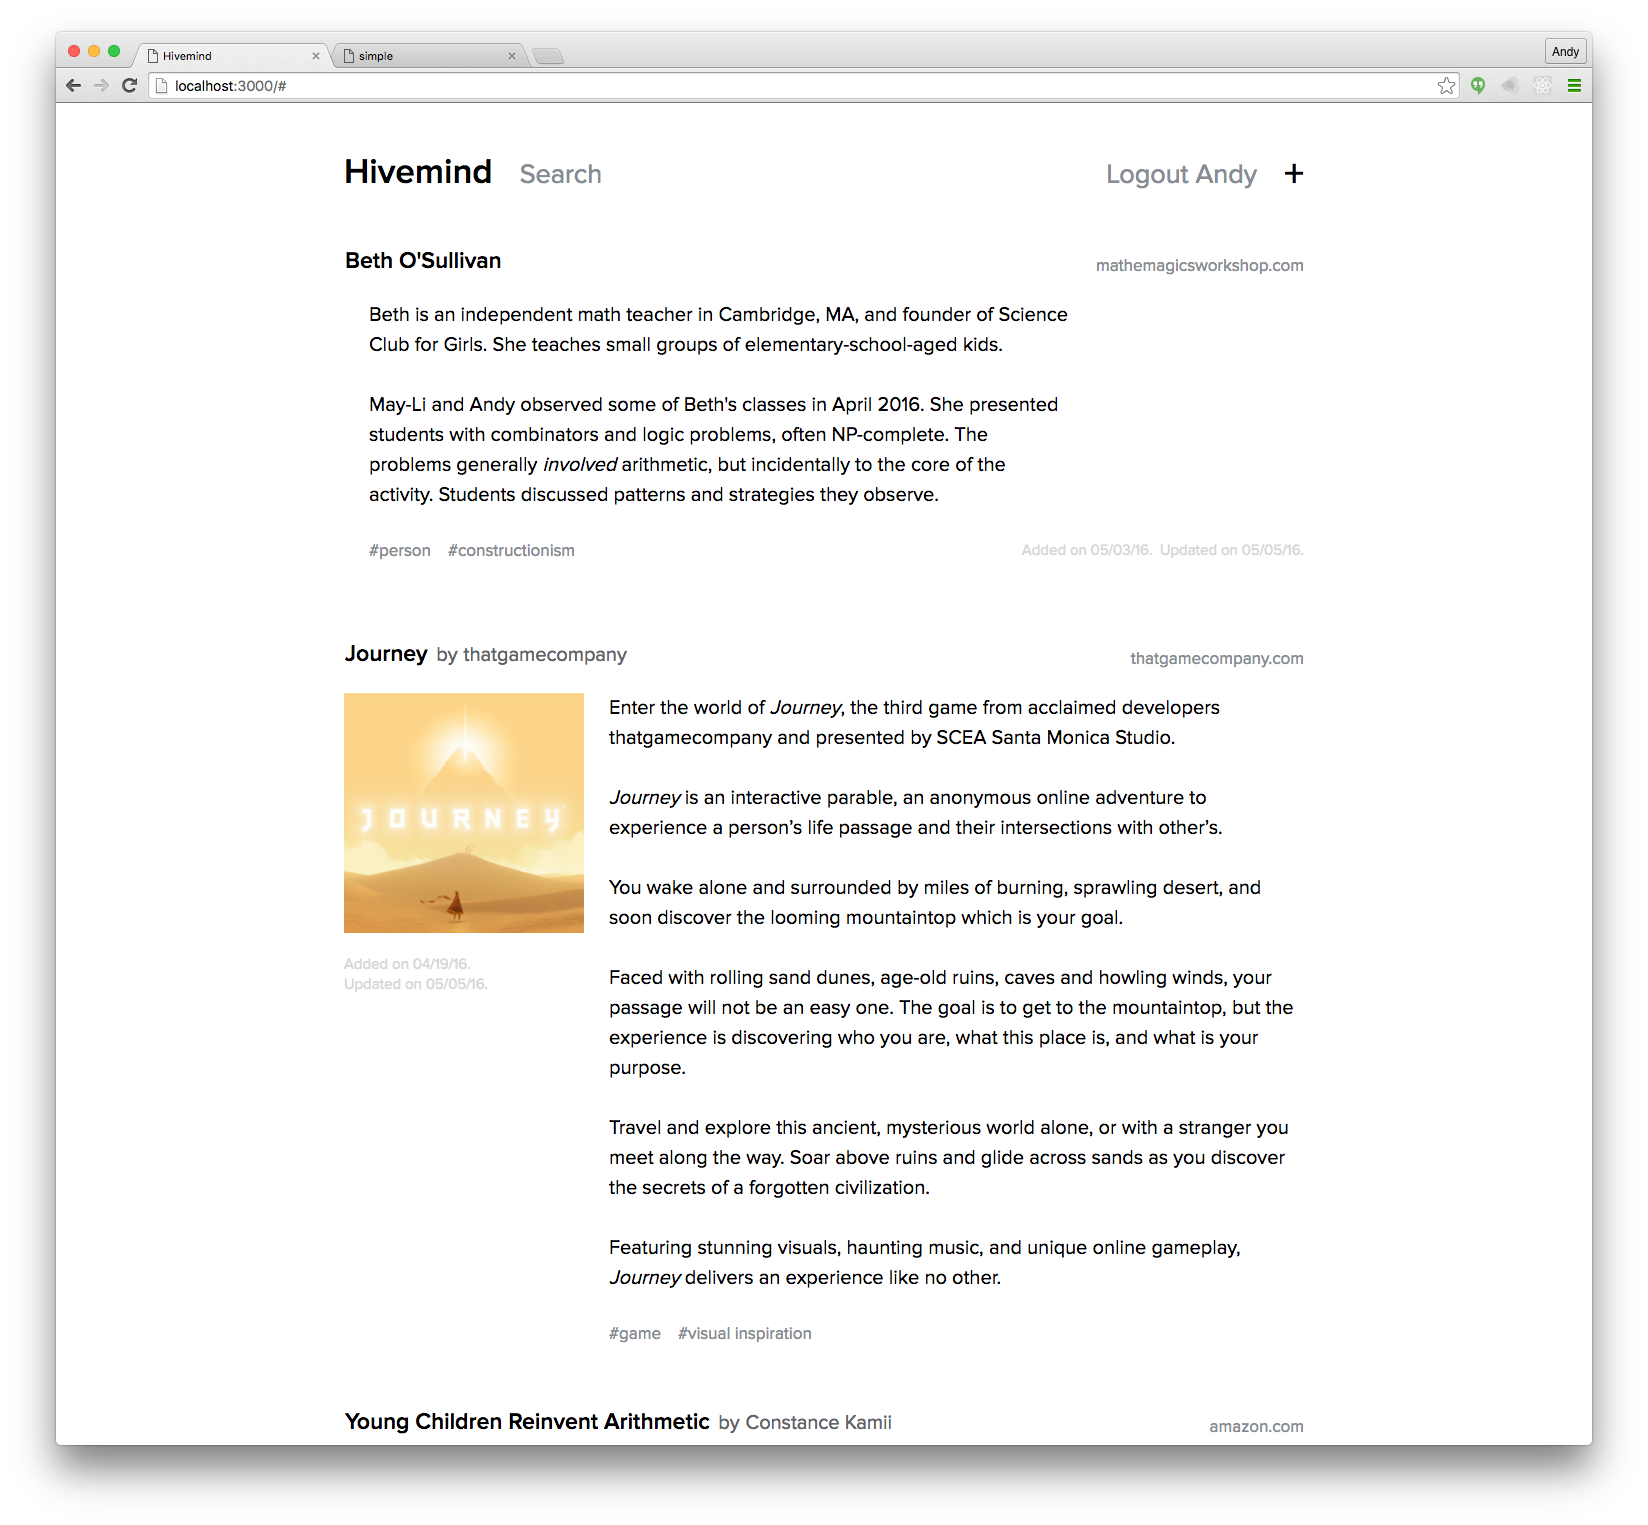 Hivemind
simple
Andy
localhost:3000/#
Hivemind Search Logout Andy +
Beth O'Sullivan mathemagicsworkshop.com
Beth is an independent math teacher in Cambridge, MA, and founder of Science
Club for Girls. She teaches small groups of elementary-school-aged kids.
May-Li and Andy observed some of Beth's classes in April 2016. She presented
students with combinators and logic problems, often NP-complete. The
problems generally involved arithmetic, but incidentally to the core of the
activity. Students discussed patterns and strategies they observe.
#person #constructionism Added on 05/03/16. Updated on 05/05/16.
Journey by thatgamecompany thatgamecompany.com
JOURNEY
Added on 04/19/16.
Updated on 05/05/16.
Enter the world of Journey, the third game from acclaimed developers
thatgamecompany and presented by SCEA Santa Monica Studio.
Journey is an interactive parable, an anonymous online adventure to
experience a person’s life passage and their intersections with other’s.
You wake alone and surrounded by miles of burning, sprawling desert, and
soon discover the looming mountaintop which is your goal.
Faced with rolling sand dunes, age-old ruins, caves and howling winds, your
passage will not be an easy one. The goal is to get to the mountaintop, but the
experience is discovering who you are, what this place is, and what is your
purpose.
Travel and explore this ancient, mysterious world alone, or with a stranger you
meet along the way. Soar above ruins and glide across sands as you discover
the secrets of a forgotten civilization.
Featuring stunning visuals, haunting music, and unique online gameplay,
Journey delivers an experience like no other.
#game #visual inspiration
Young Children Reinvent Arithmetic by Constance Kamii amazon.com